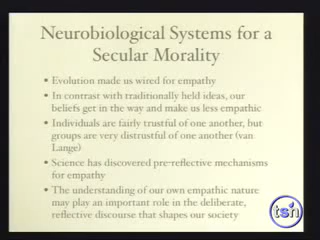 Neurobiological Systems for a
Secular Morality
• Evolution made us wired for empathy
• In contrast with traditionally held ideas, our
beliefs get in the way and make us less empathic
• Individuals are fairly trustful of one another, but
groups are very distrustful of one another (van
Lange)
• Science has discovered pre-reflective mechanisms
for empathy
• The understanding of our own empathic nature
may play an important role in the deliberate,
reflective discourse that shapes our society
tsn